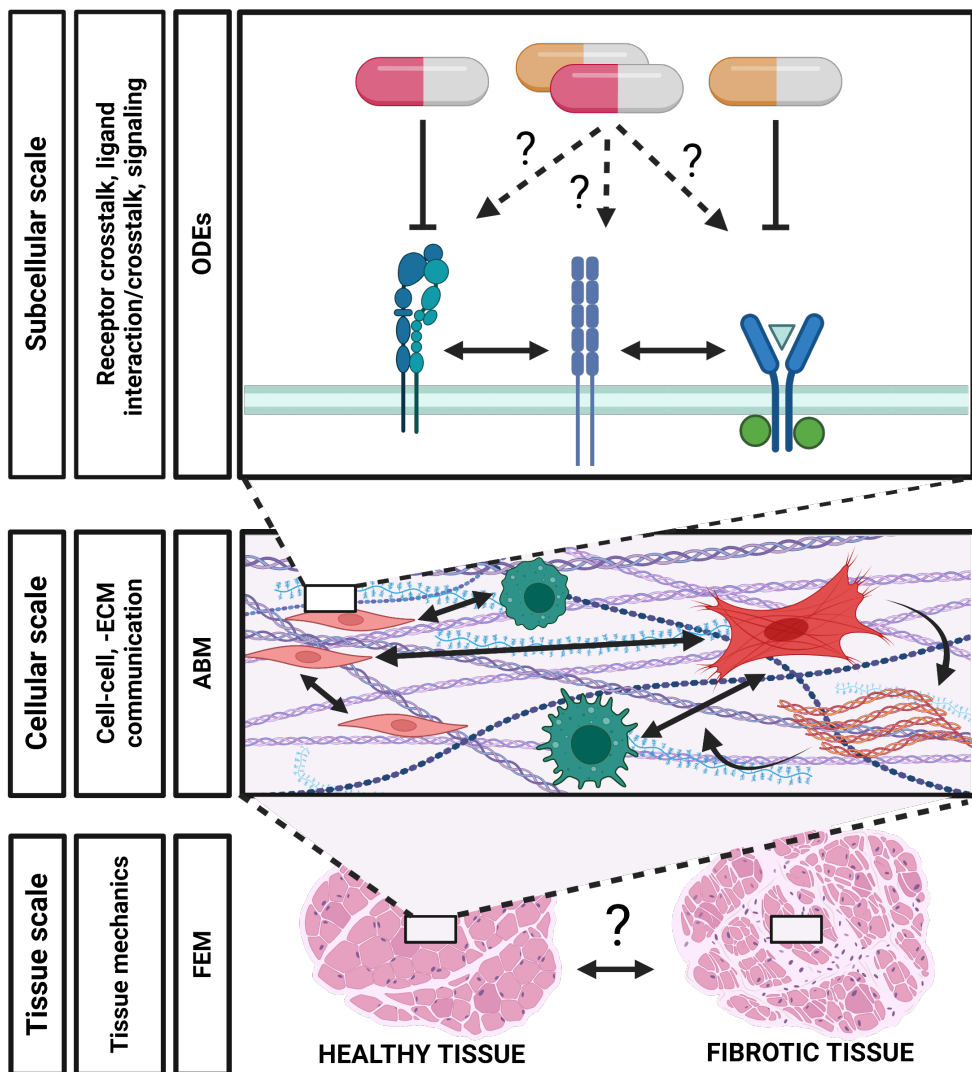 Subcellular scale
Receptor crosstalk, ligand
interaction/crosstalk, signaling
ODEs
?
?
?
Cellular scale
Cell-cell, -ECM
communication
ABM
Tissue scale
Tissue mechanics
FEM
?
HEALTHY TISSUE
FIBROTIC TISSUE